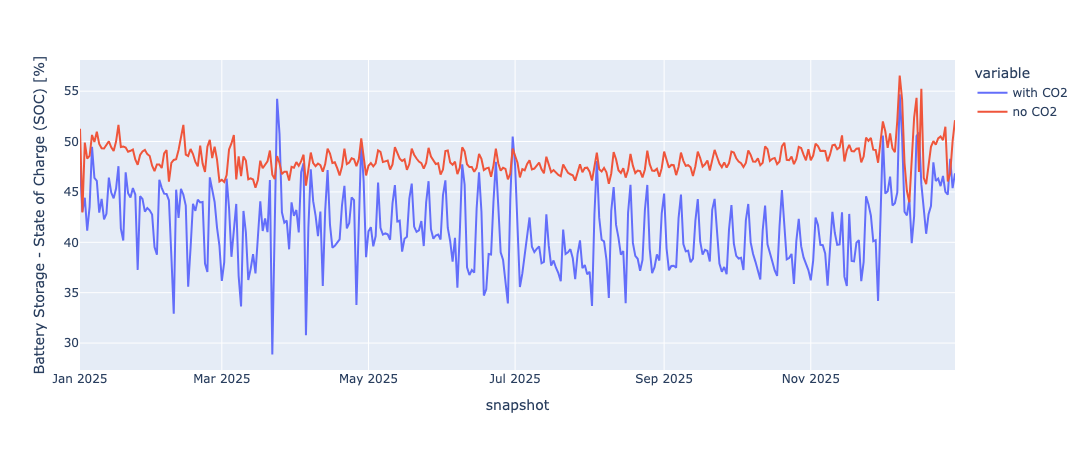 Battery Storage - State of Charge (SOC) [%]
55
50
45
40
35
30
Jan 2025
Mar 2025
May 2025
Jul 2025
Sep 2025
Nov 2025
snapshot
variable
with CO2
no CO2